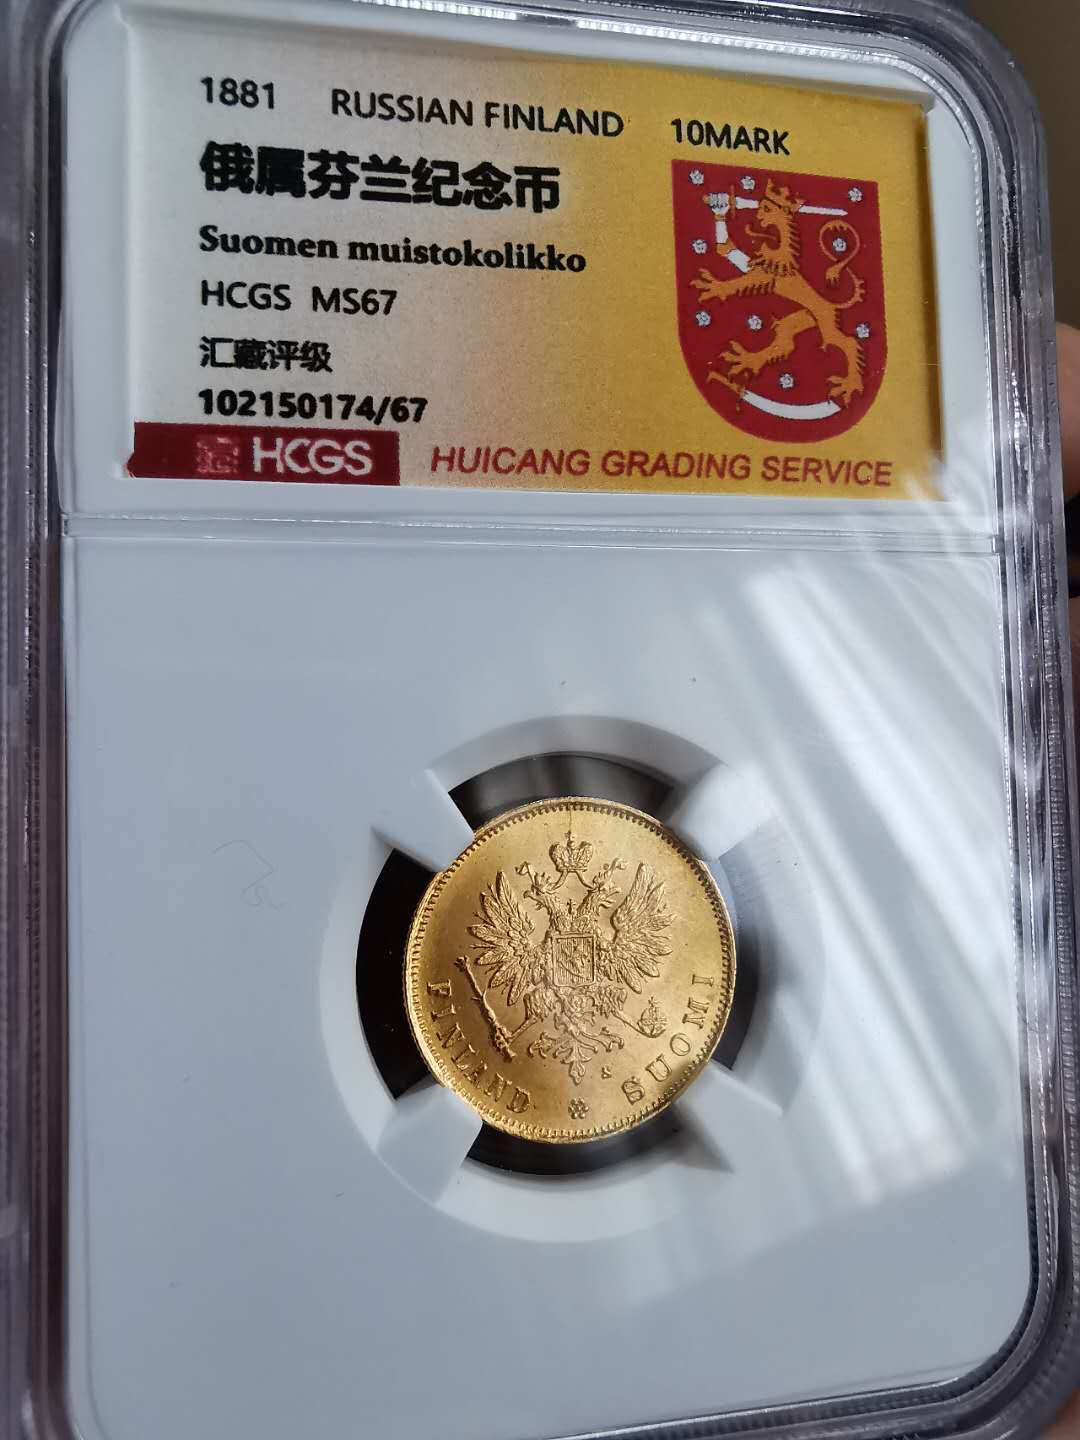 1881 RUSSIAN FINLAND 10MARK
俄属芬兰纪念币
Suomen muistokolikko
HCGS MS67
汇藏评级
102150174/67
HCGS HUICANG GRADING SERVICE
FINLAND SUOMI